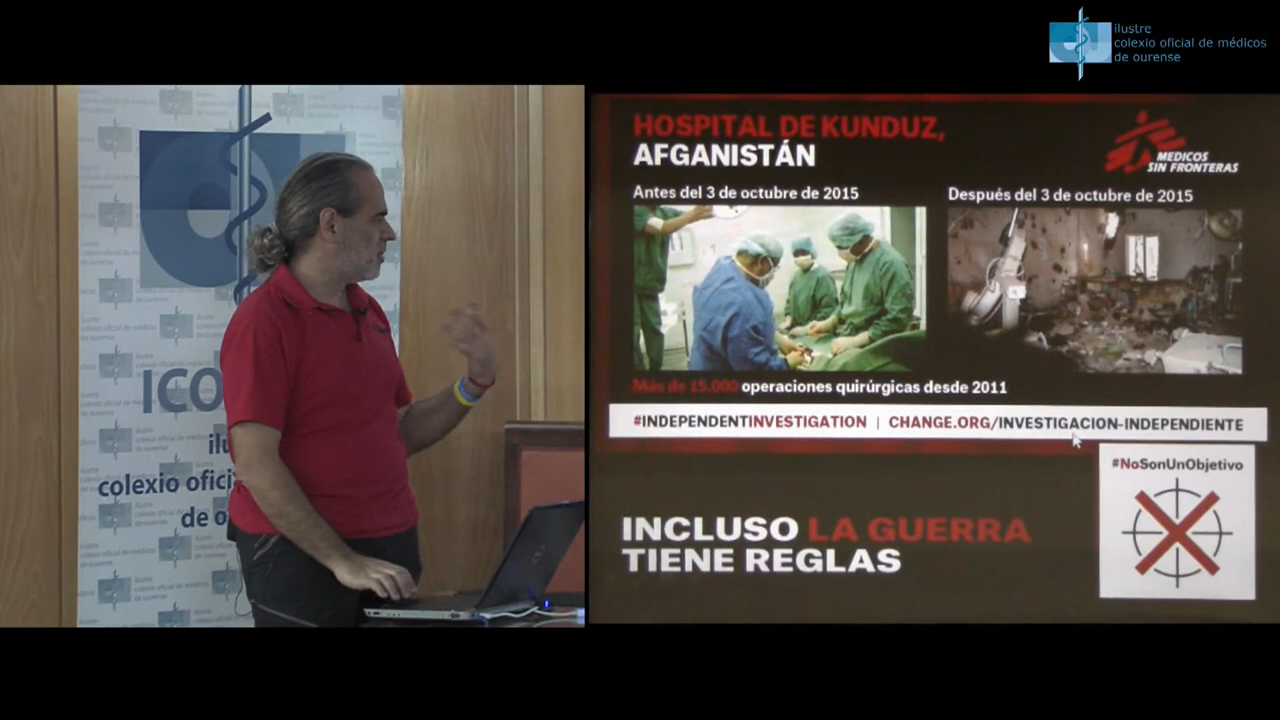 ilustre
colexio oficial de médicos
de ourense
HOSPITAL DE KUNDUZ,
AFGANISTÁN
MEDICOS
SIN FRONTERAS
Antes del 3 de octubre de 2015
Después del 3 de octubre de 2015
Más de 15.000 operaciones quirúrgicas desde 2011
#INDEPENDENTINVESTIGATION | CHANGE.ORG/INVESTIGACION-INDEPENDIENTE
#NoSonUnObjetivo
INCLUSO LA GUERRA
TIENE REGLAS
ICO
colexio ofici
de o